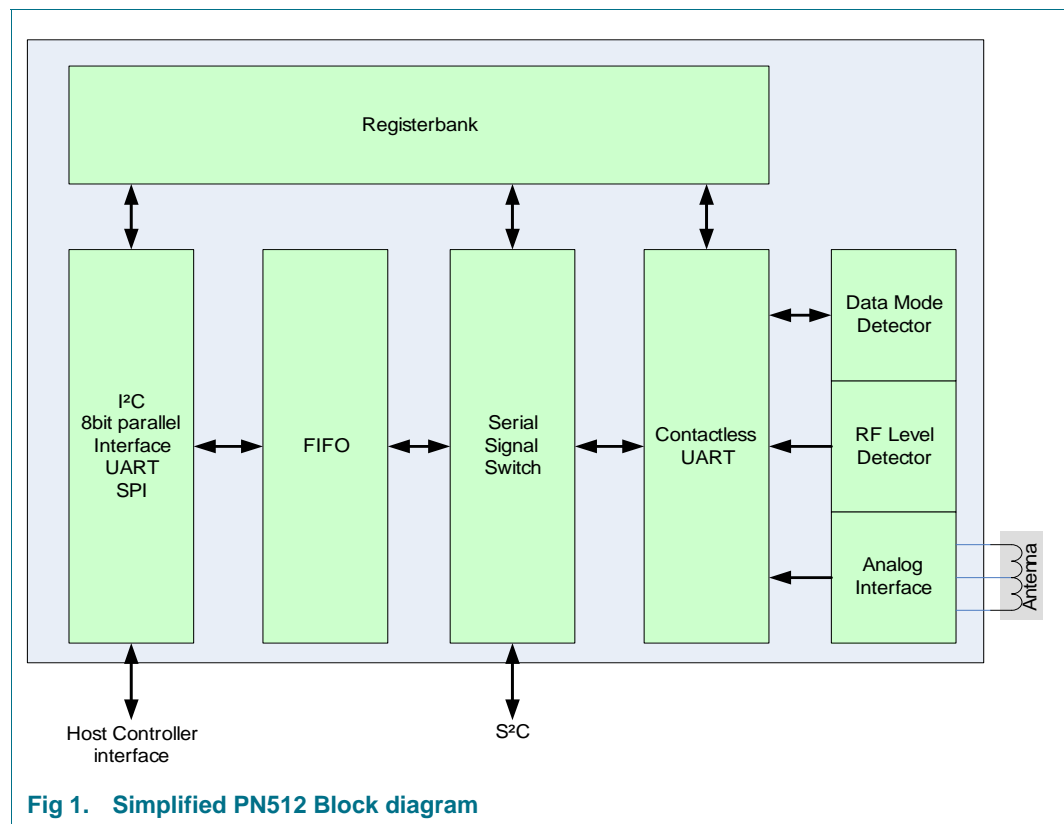 Registerbank
I²C
8bit parallel
Interface
UART
SPI
FIFO
Serial
Signal
Switch
Contactless
UART
Data Mode
Detector
RF Level
Detector
Analog
Interface
Antenna
Host Controller
interface
S²C
Fig 1. Simplified PN512 Block diagram